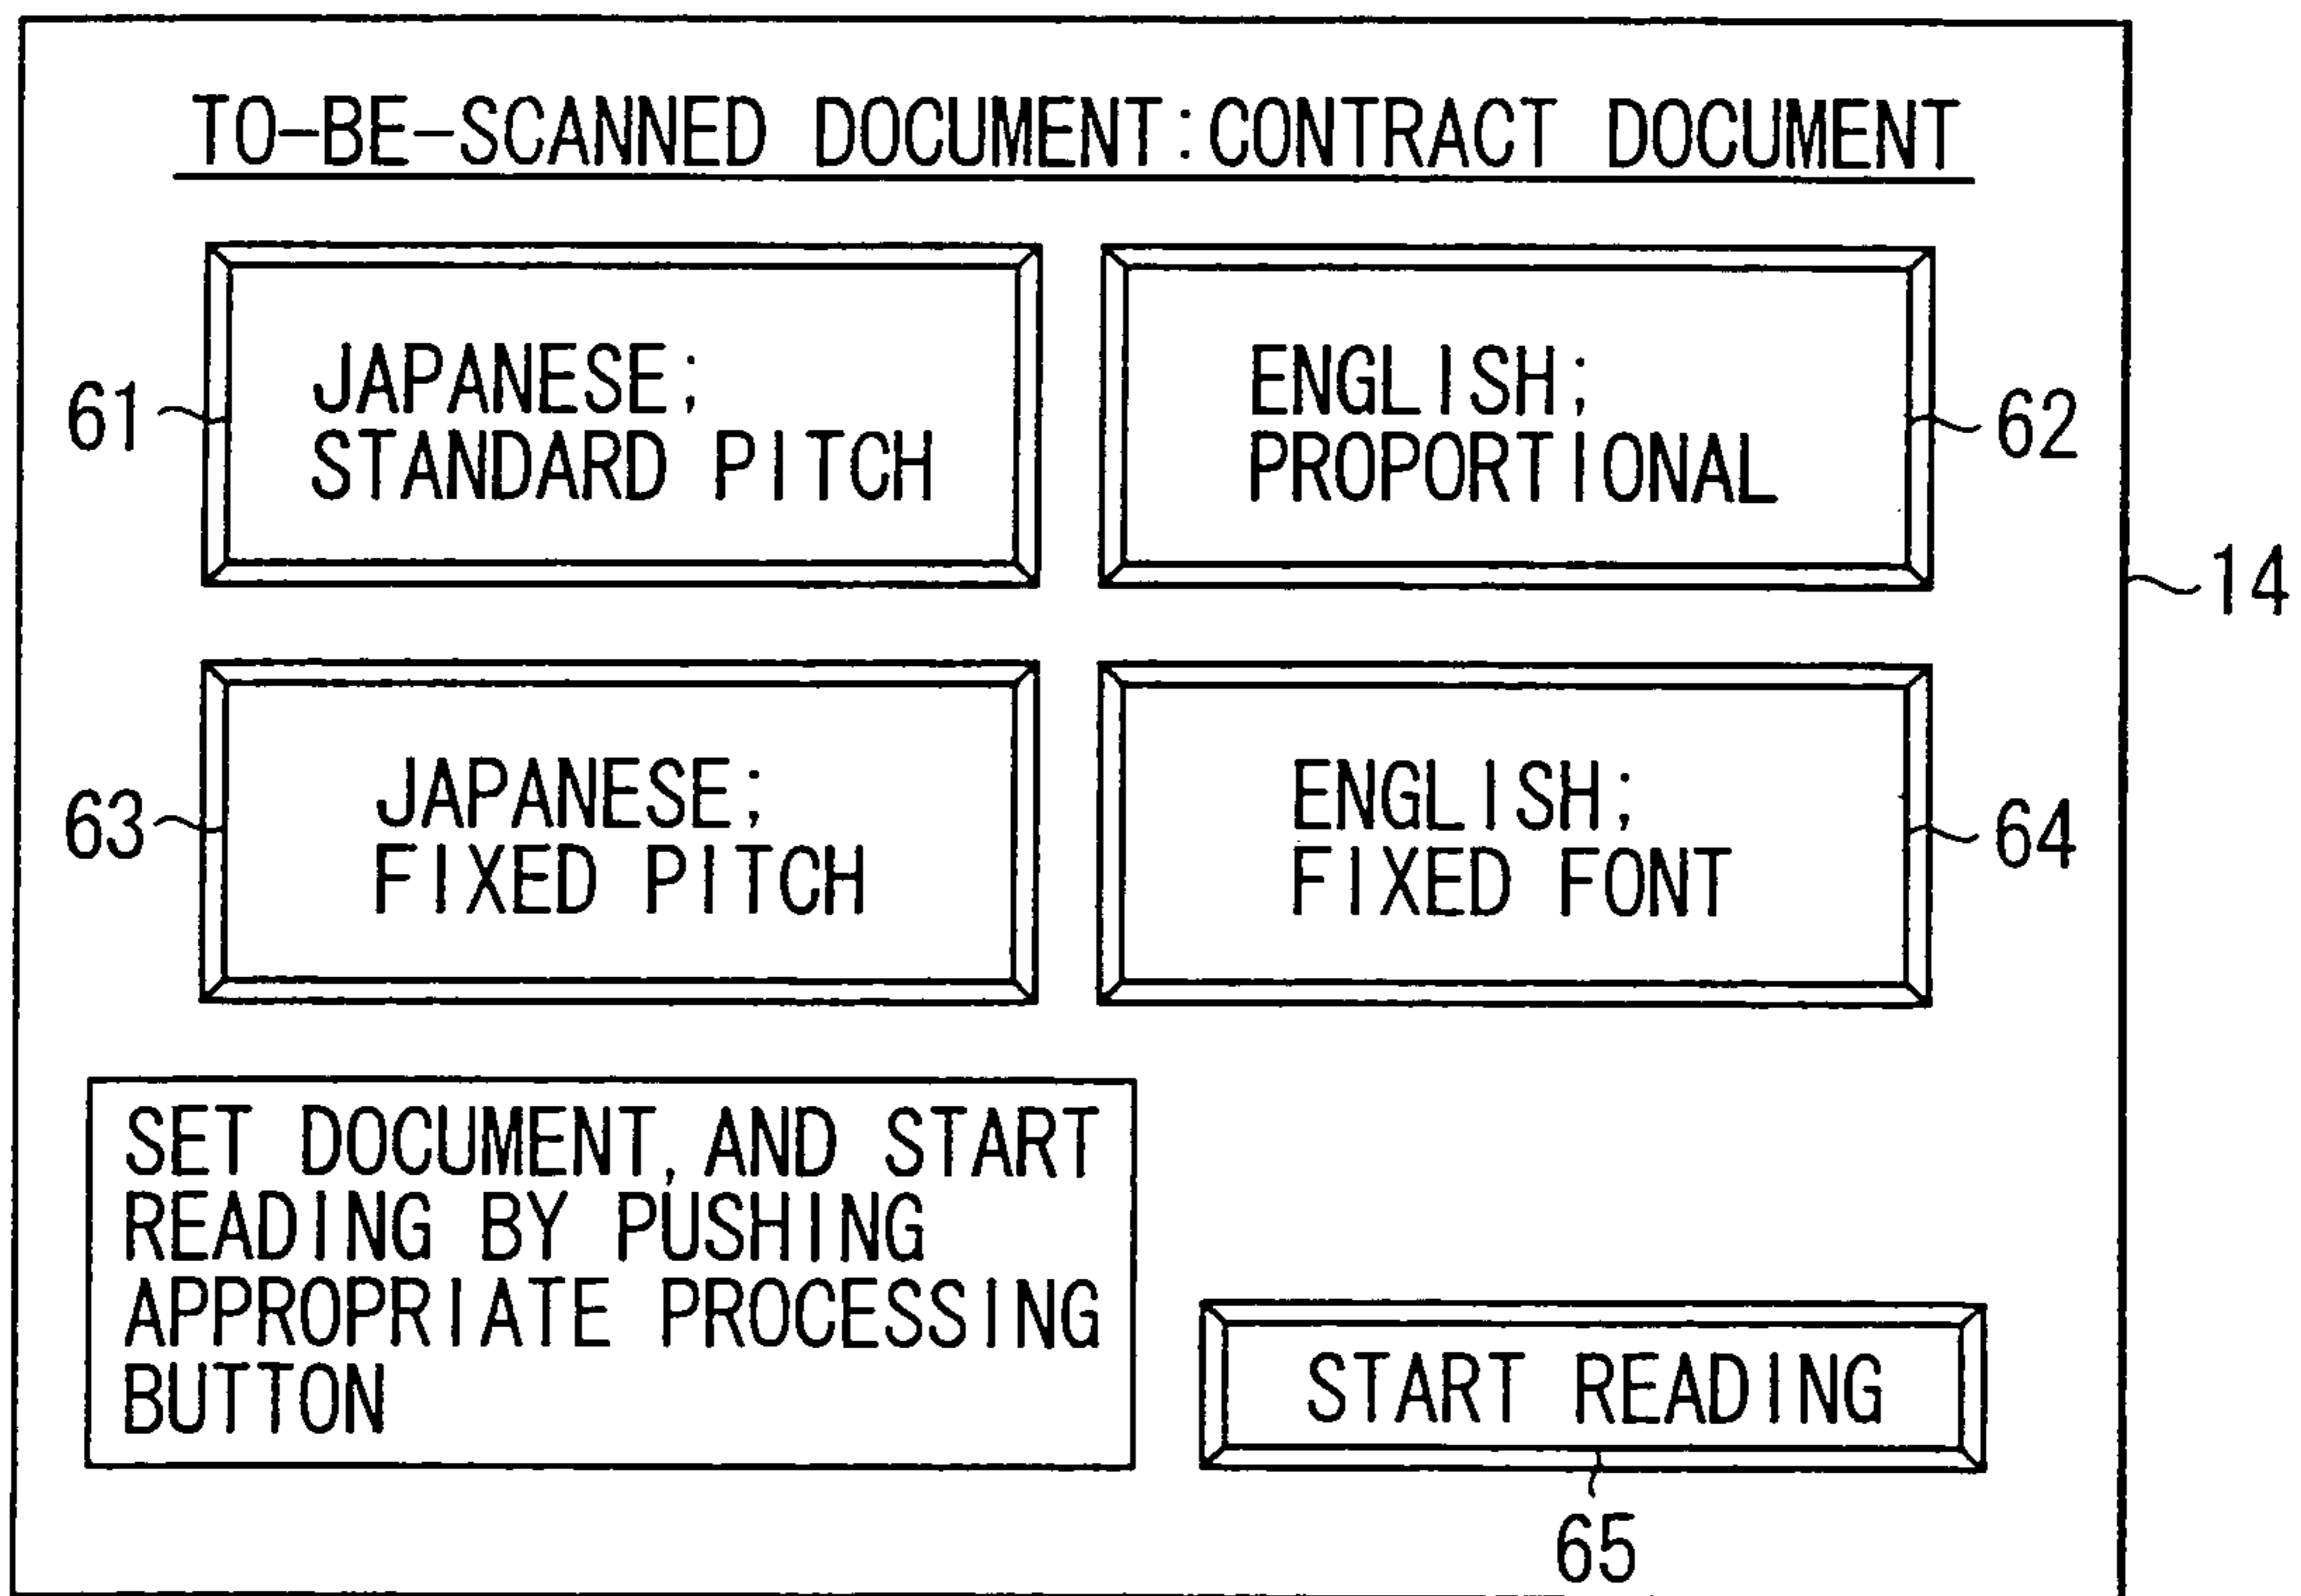 TO-BE-SCANNED DOCUMENT:CONTRACT DOCUMENT
JAPANESE;
STANDARD PITCH
61
ENGLISH;
PROPORTIONAL
62
14
JAPANESE;
FIXED PITCH
63
ENGLISH;
FIXED FONT
64
SET DOCUMENT, AND START
READING BY PUSHING
APPROPRIATE PROCESSING
BUTTON
START READING
65